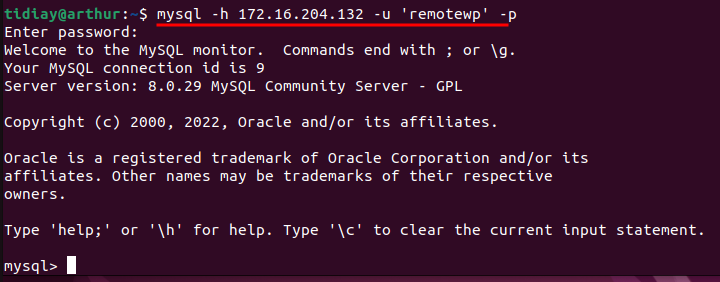 tidiay@arthur:~$ mysql -h 172.16.204.132 -u 'remotewp' -p
Enter password:
Welcome to the MySQL monitor.  Commands end with ; or \g.
Your MySQL connection id is 9
Server version: 8.0.29 MySQL Community Server - GPL

Copyright (c) 2000, 2022, Oracle and/or its affiliates.

Oracle is a registered trademark of Oracle Corporation and/or its
affiliates. Other names may be trademarks of their respective
owners.

Type 'help;' or '\h' for help. Type '\c' to clear the current input statement.

mysql>